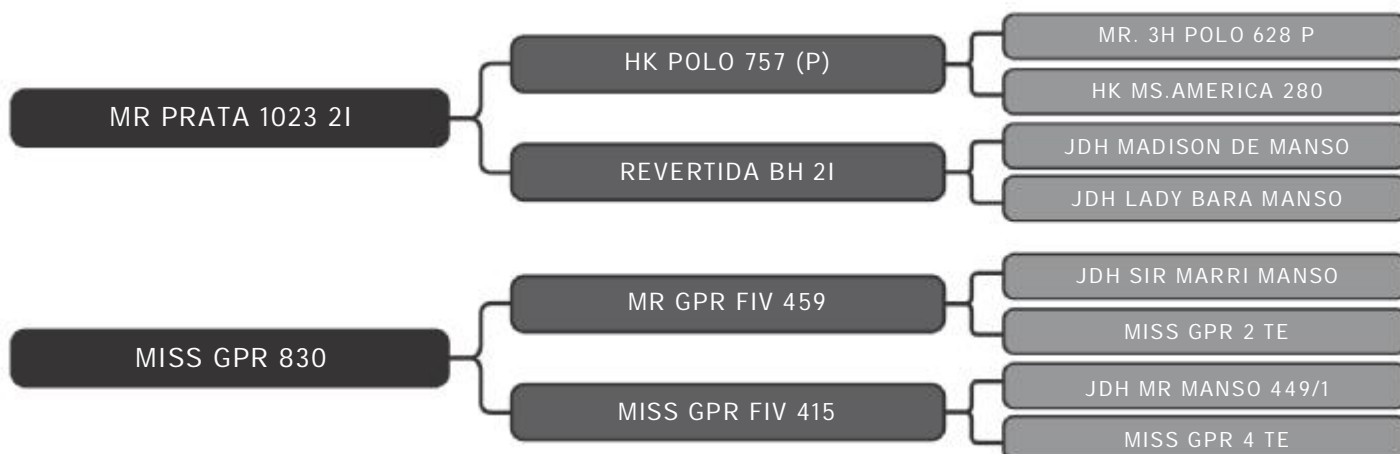 MR PRATA 1023 2I
HK POLO 757 (P)
MR. 3H POLO 628 P
HK MS.AMERICA 280
REVERTIDA BH 2I
JDH MADISON DE MANSO
JDH LADY BARA MANSO
MISS GPR 830
MR GPR FIV 459
JDH SIR MARRI MANSO
MISS GPR 2 TE
MISS GPR FIV 415
JDH MR MANSO 449/1
MISS GPR 4 TE